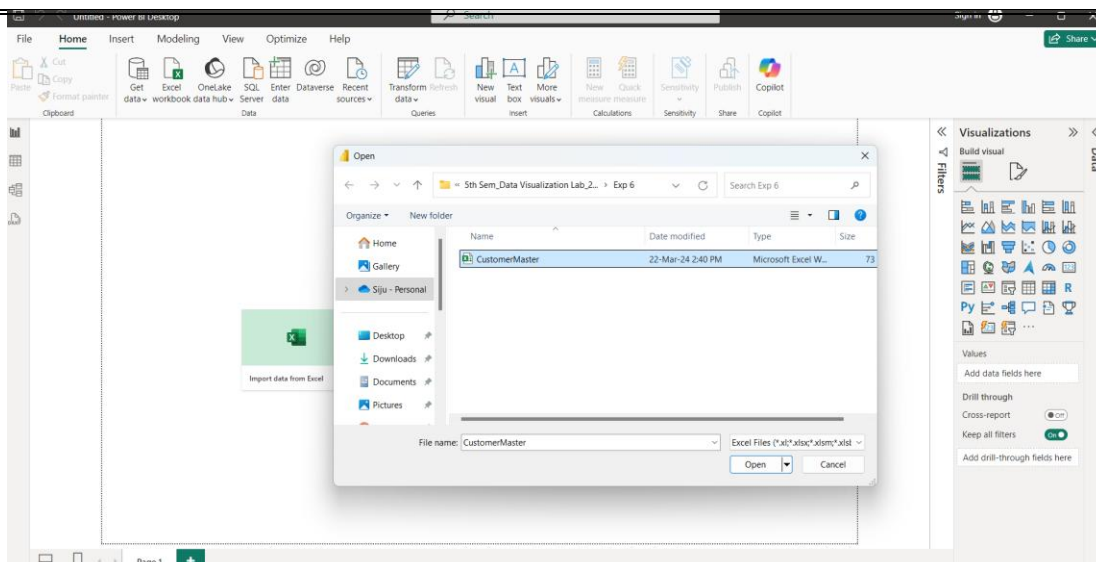 Untitled - Power BI Desktop
Search
Sign in
File Home Insert Modeling View Optimize Help
Share
Paste
Cut
Copy
Format painter
Clipboard
Get data
Excel workbook
OneLake data hub
SQL Server
Enter data
Dataverse
Recent sources
Data
Transform data
Refresh
Queries
New visual
Text box
More visuals
Insert
New measure
Quick measure
Calculations
Sensitivity
Sensitivity
Publish
Share
Copilot
Copilot
Open
« 5th Sem_Data Visualization Lab_2... > Exp 6
Search Exp 6
Organize
New folder
Name Date modified Type Size
CustomerMaster 22-Mar-24 2:40 PM Microsoft Excel W... 73
Home
Gallery
Siju - Personal
Desktop
Downloads
Documents
Pictures
File name: CustomerMaster
Excel Files (*.xl;*.xlsx;*.xlsm;*.xlsl
Open
Cancel
Import data from Excel
Filters
Visualizations
Build visual
R
Py
Values
Add data fields here
Drill through
Cross-report
Off
Keep all filters
On
Add drill-through fields here
Data
Page 1